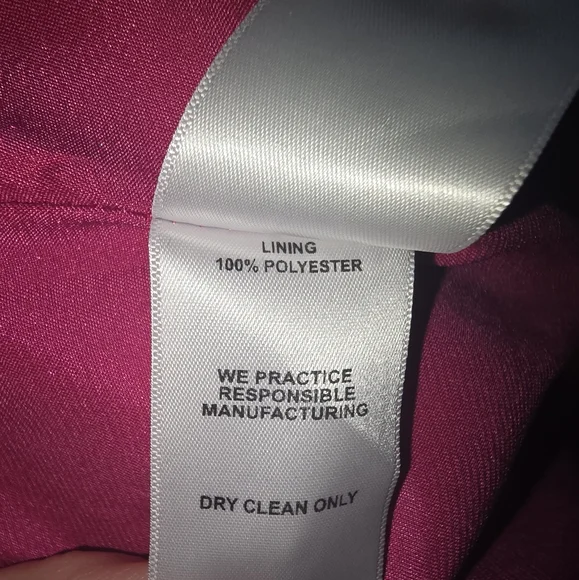 LINING
100% POLYESTER
WE PRACTICE
RESPONSIBLE
MANUFACTURING
DRY CLEAN ONLY